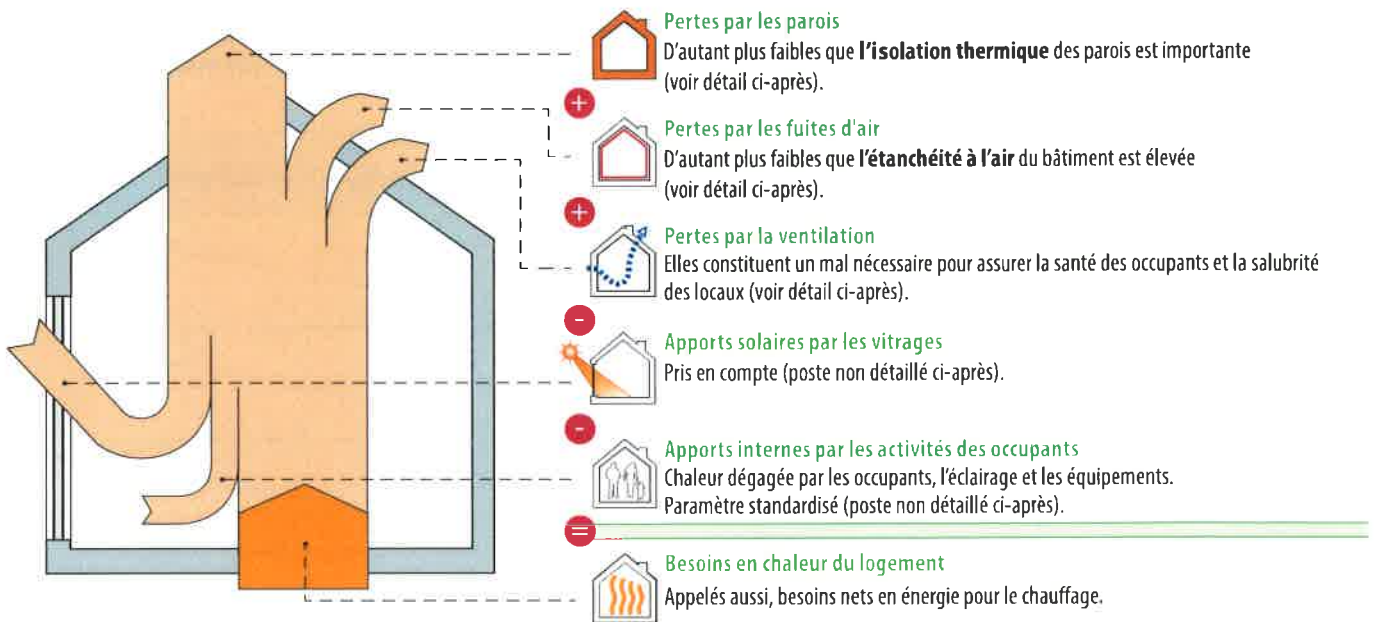 Pertes par les parois
D'autant plus faibles que l'isolation thermique des parois est importante
(voir détail ci-après).
+
Pertes par les fuites d'air
D'autant plus faibles que l'étanchéité à l'air du bâtiment est élevée
(voir détail ci-après).
+
Pertes par la ventilation
Elles constituent un mal nécessaire pour assurer la santé des occupants et la salubrité
des locaux (voir détail ci-après).
-
Apports solaires par les vitrages
Pris en compte (poste non détaillé ci-après).
-
Apports internes par les activités des occupants
Chaleur dégagée par les occupants, l'éclairage et les équipements.
Paramètre standardisé (poste non détaillé ci-après).
=
Besoins en chaleur du logement
Appelés aussi, besoins nets en énergie pour le chauffage.